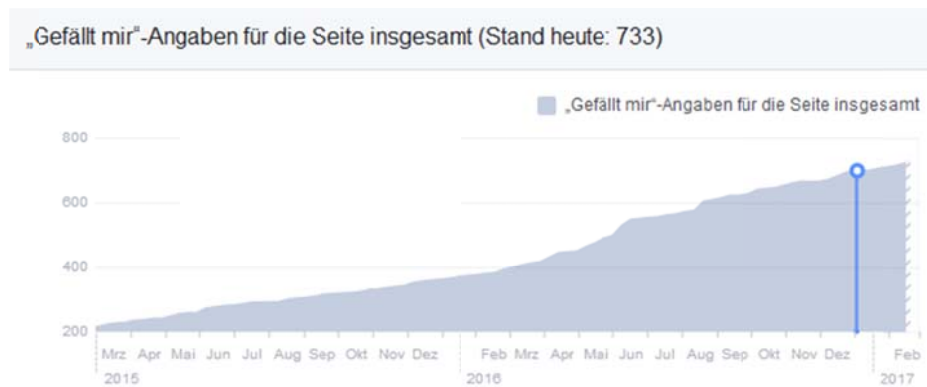 „Gefällt mir“-Angaben für die Seite insgesamt (Stand heute: 733)
„Gefällt mir“-Angaben für die Seite insgesamt
800
600
400
200
Mrz Apr Mai Jun Jul Aug Sep Okt Nov Dez Feb Mrz Apr Mai Jun Jul Aug Sep Okt Nov Dez Feb
2015 2016 2017